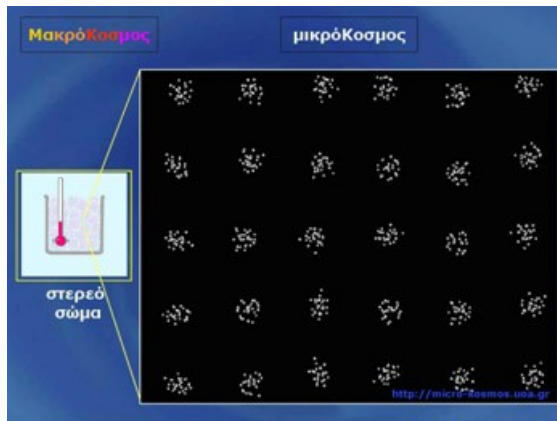 ΜακρόΚοσμος
μικρόΚοσμος
στερεό
σώμα
http://micro-kosmos.uoa.gr